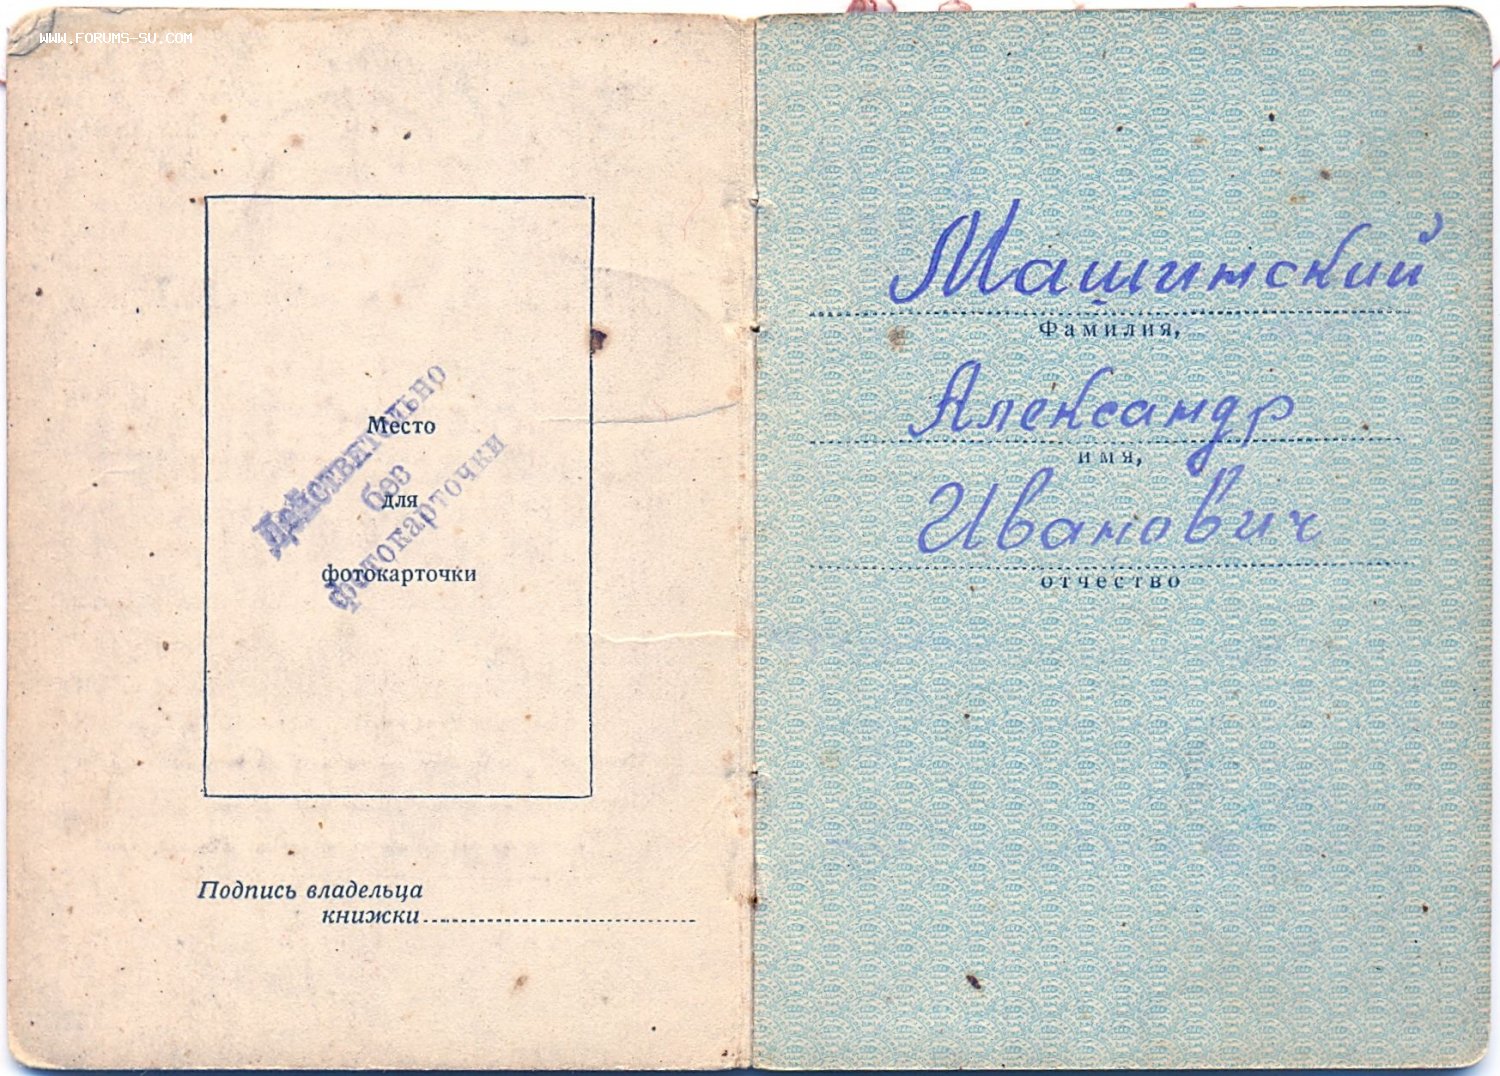 WWW.FORUMS-SU.COM
Место
для
фотокарточки
Действительно
без
фотокарточки
Подпись владельца
книжки
Машинский
Фамилия,
Александр
имя,
Иванович
отчество